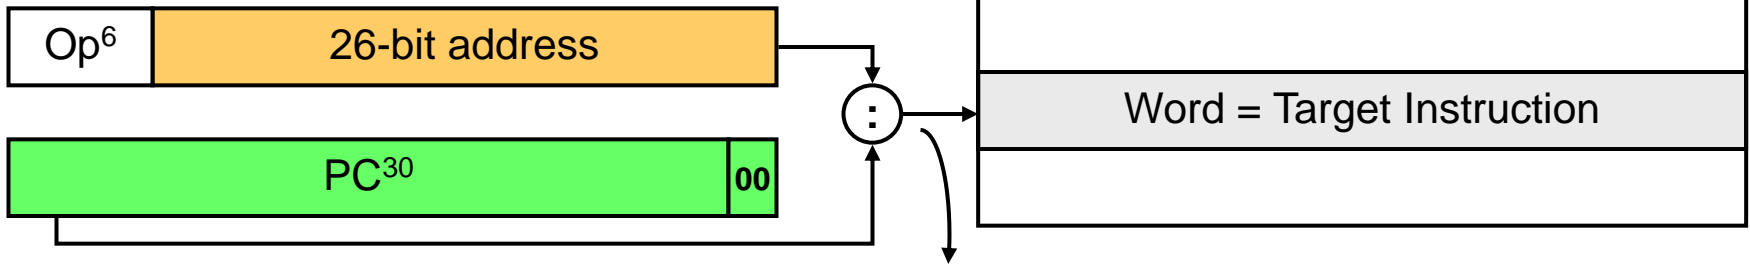 Op⁶ 26-bit address
:
Word = Target Instruction
PC³⁰ 00